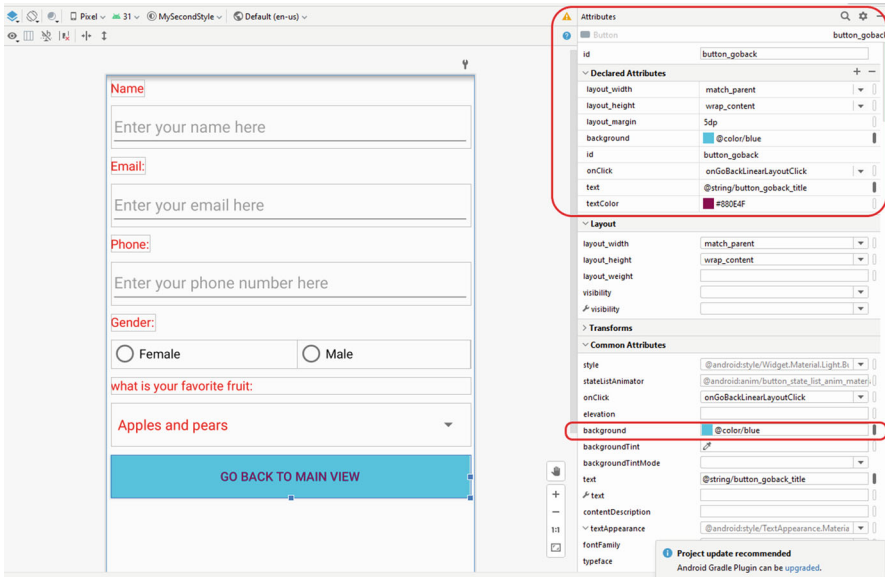 Pixel 31 MySecondStyle Default (en-us)
Name
Enter your name here
Email:
Enter your email here
Phone:
Enter your phone number here
Gender:
Female Male
what is your favorite fruit:
Apples and pears
GO BACK TO MAIN VIEW
1:1
Attributes
Button button_goback
id button_goback
Declared Attributes
layout_width match_parent
layout_height wrap_content
layout_margin 5dp
background @color/blue
id button_goback
onClick onGoBackLinearLayoutClick
text @string/button_goback_title
textColor #880E4F
Layout
layout_width match_parent
layout_height wrap_content
layout_weight
visibility
visibility
Transforms
Common Attributes
style @android:style/Widget.Material.Light.Bu
stateListAnimator @android:anim/button_state_list_anim_materi
onClick onGoBackLinearLayoutClick
elevation
background @color/blue
backgroundTint
backgroundTintMode
text @string/button_goback_title
text
contentDescription
textAppearance @android:style/TextAppearance.Materia
fontFamily
typeface
Project update recommended
Android Gradle Plugin can be upgraded.